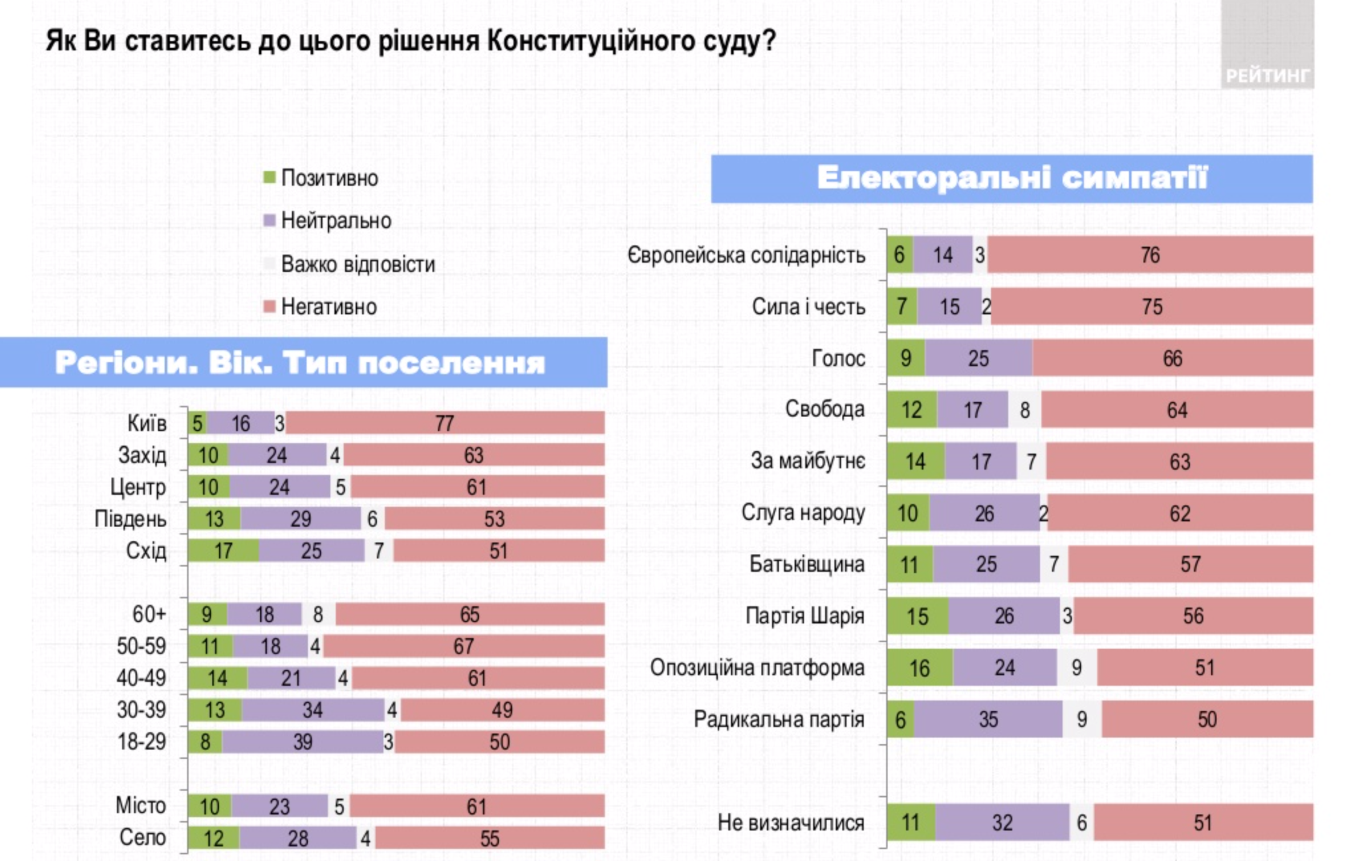 Як Ви ставитесь до цього рішення Конституційного суду?
РЕЙТИНГ
Позитивно
Нейтрально
Важко відповісти
Негативно
Регіони. Вік. Тип поселення
Київ 5 16 3 77
Захід 10 24 4 63
Центр 10 24 5 61
Південь 13 29 6 53
Схід 17 25 7 51
60+ 9 18 8 65
50-59 11 18 4 67
40-49 14 21 4 61
30-39 13 34 4 49
18-29 8 39 3 50
Місто 10 23 5 61
Село 12 28 4 55
Електоральні симпатії
Європейська солідарність 6 14 3 76
Сила і честь 7 15 2 75
Голос 9 25 66
Свобода 12 17 8 64
За майбутнє 14 17 7 63
Слуга народу 10 26 2 62
Батьківщина 11 25 7 57
Партія Шарія 15 26 3 56
Опозиційна платформа 16 24 9 51
Радикальна партія 6 35 9 50
Не визначилися 11 32 6 51